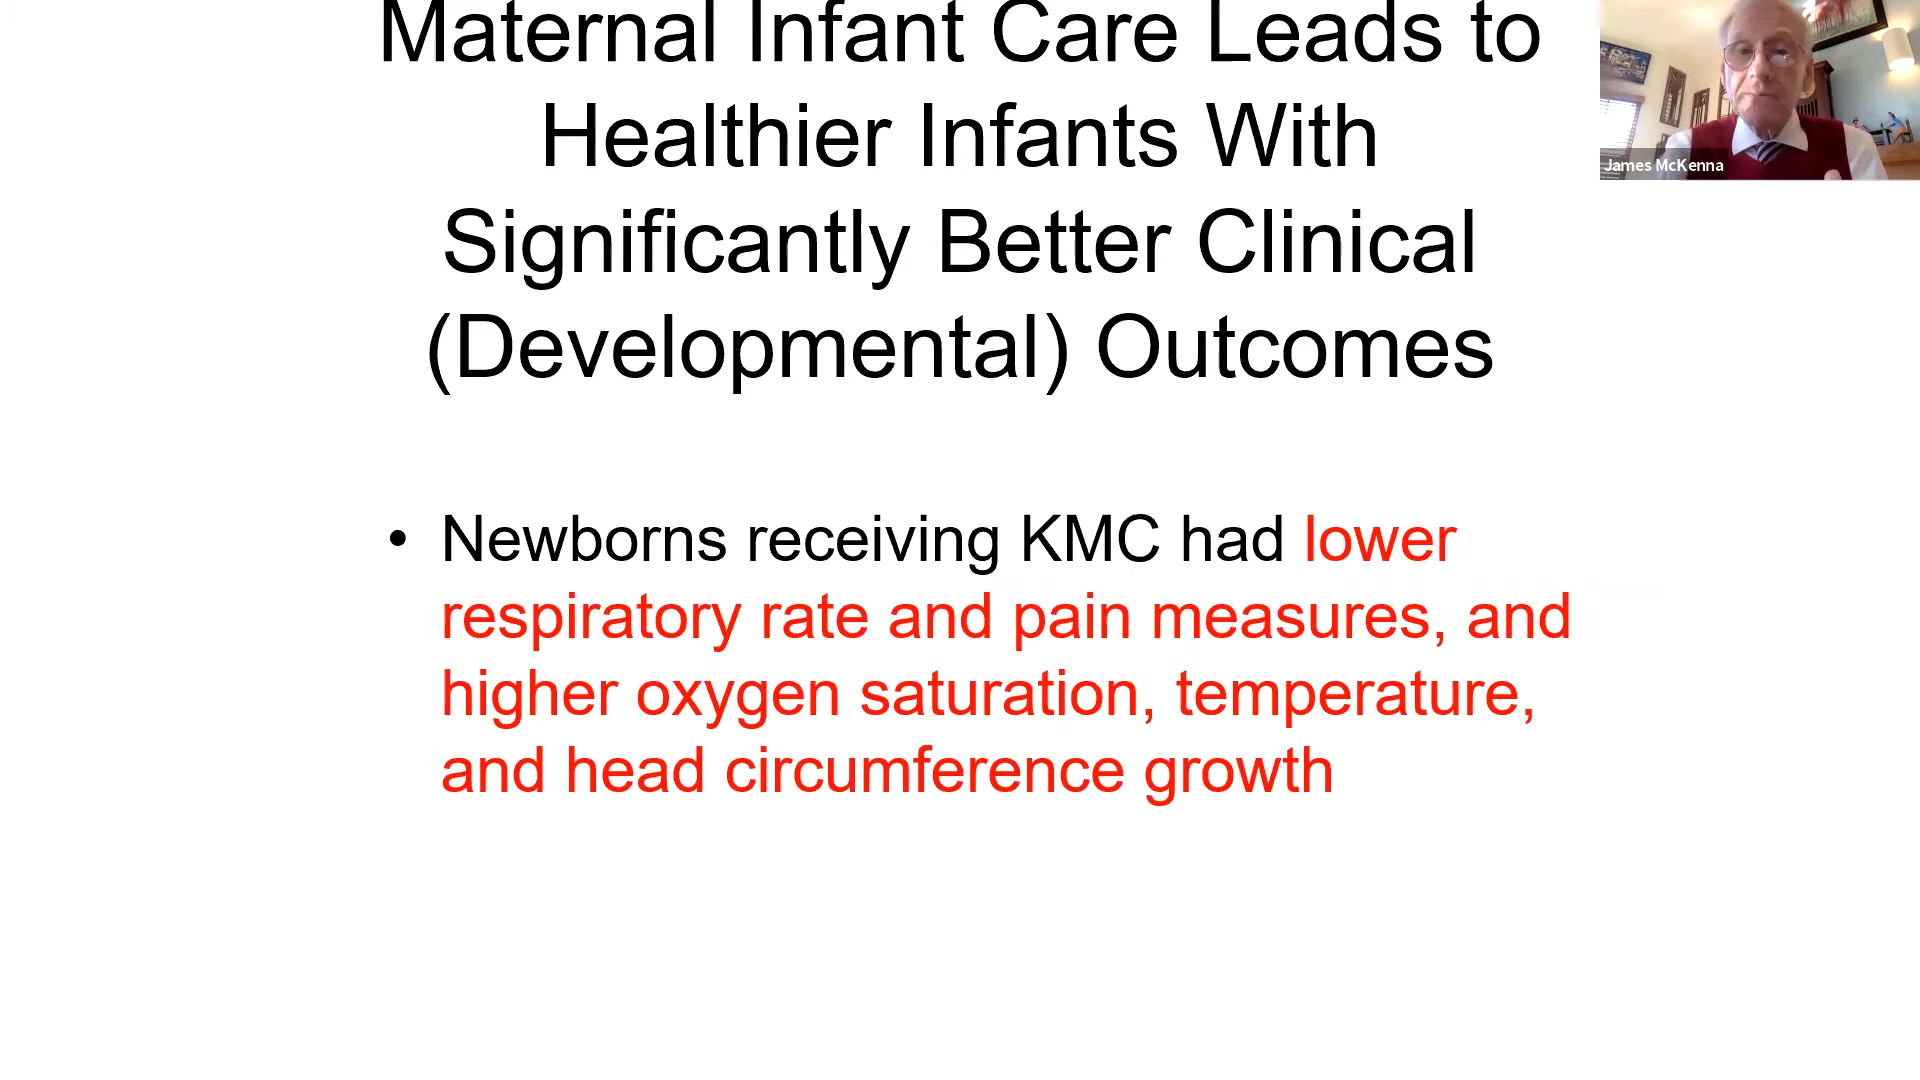 Maternal Infant Care Leads to
Healthier Infants With
Significantly Better Clinical
(Developmental) Outcomes
James McKenna
• Newborns receiving KMC had lower
respiratory rate and pain measures, and
higher oxygen saturation, temperature,
and head circumference growth